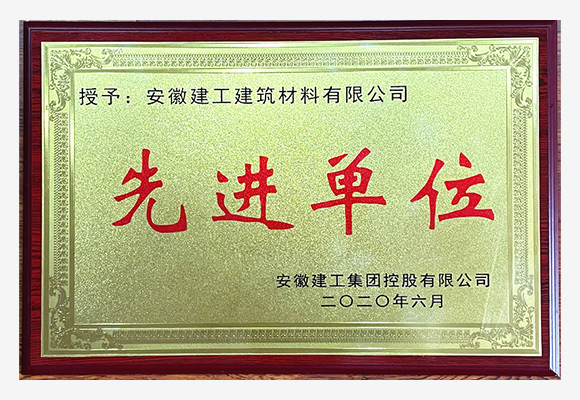 授予：安徽建工建筑材料有限公司
先进单位
安徽建工集团控股有限公司
二〇二〇年六月